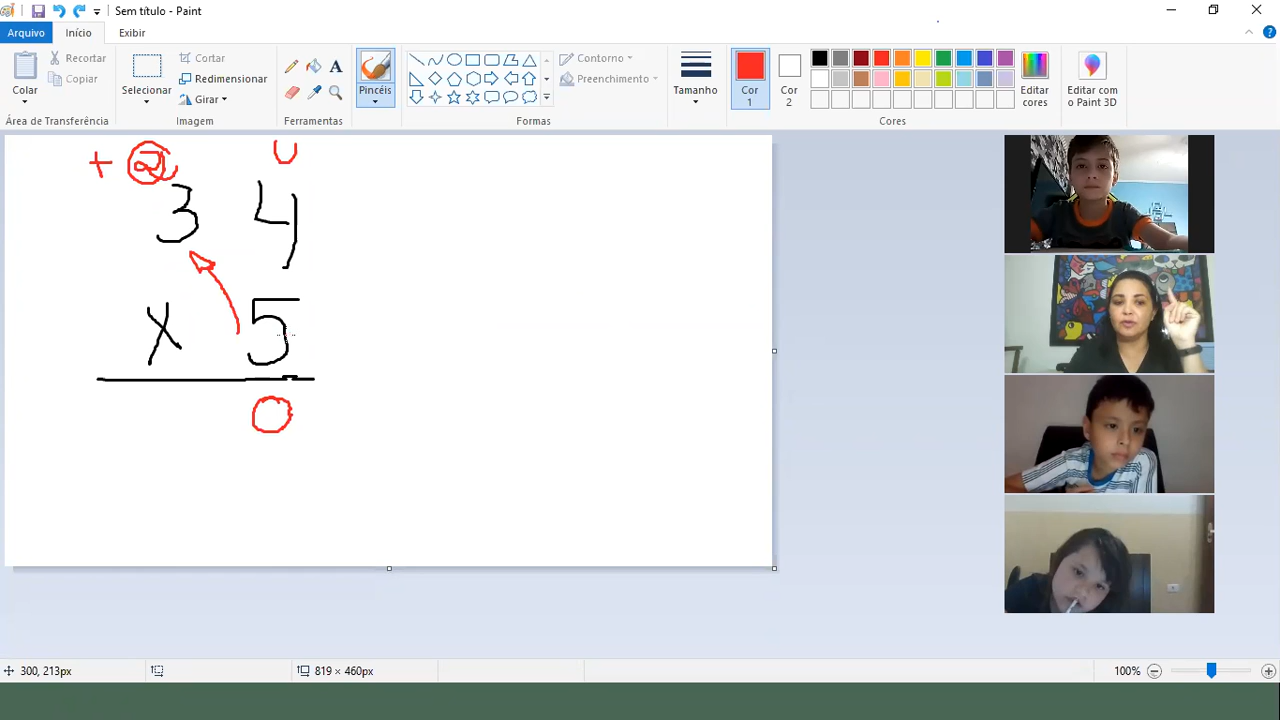 Sem título - Paint
Arquivo Início Exibir
Colar
Recortar
Copiar
Área de Transferência
Selecionar
Cortar
Redimensionar
Girar
Imagem
A
Ferramentas
Pincéis
Contorno
Preenchimento
Formas
Tamanho
Cor
1
Cor
2
Editar
cores
Cores
Editar com
o Paint 3D
+ 2 U
3 4
X 5
0
300, 213px
819 × 460px
100%